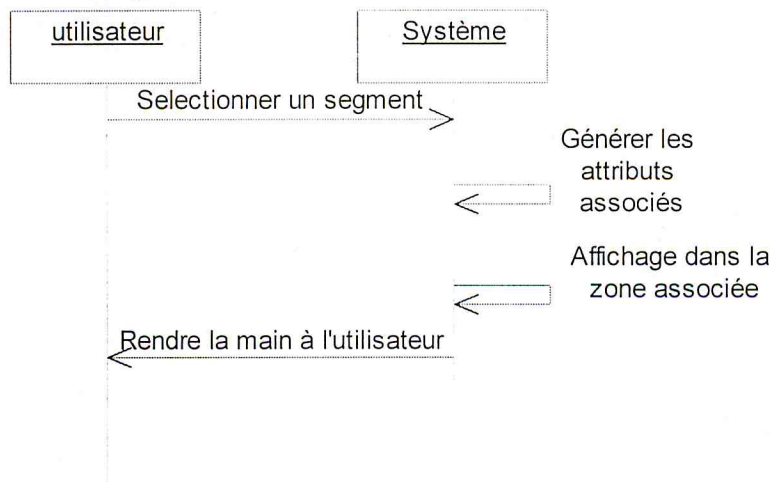 utilisateur
Système
Selectionner un segment
Générer les
attributs
associés
Affichage dans la
zone associée
Rendre la main à l'utilisateur